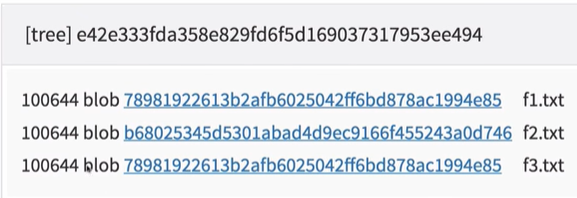 [tree] e42e333fda358e829fd6f5d169037317953ee494
100644 blob 78981922613b2afb6025042ff6bd878ac1994e85 f1.txt
100644 blob b68025345d5301abad4d9ec9166f455243a0d746 f2.txt
100644 blob 78981922613b2afb6025042ff6bd878ac1994e85 f3.txt